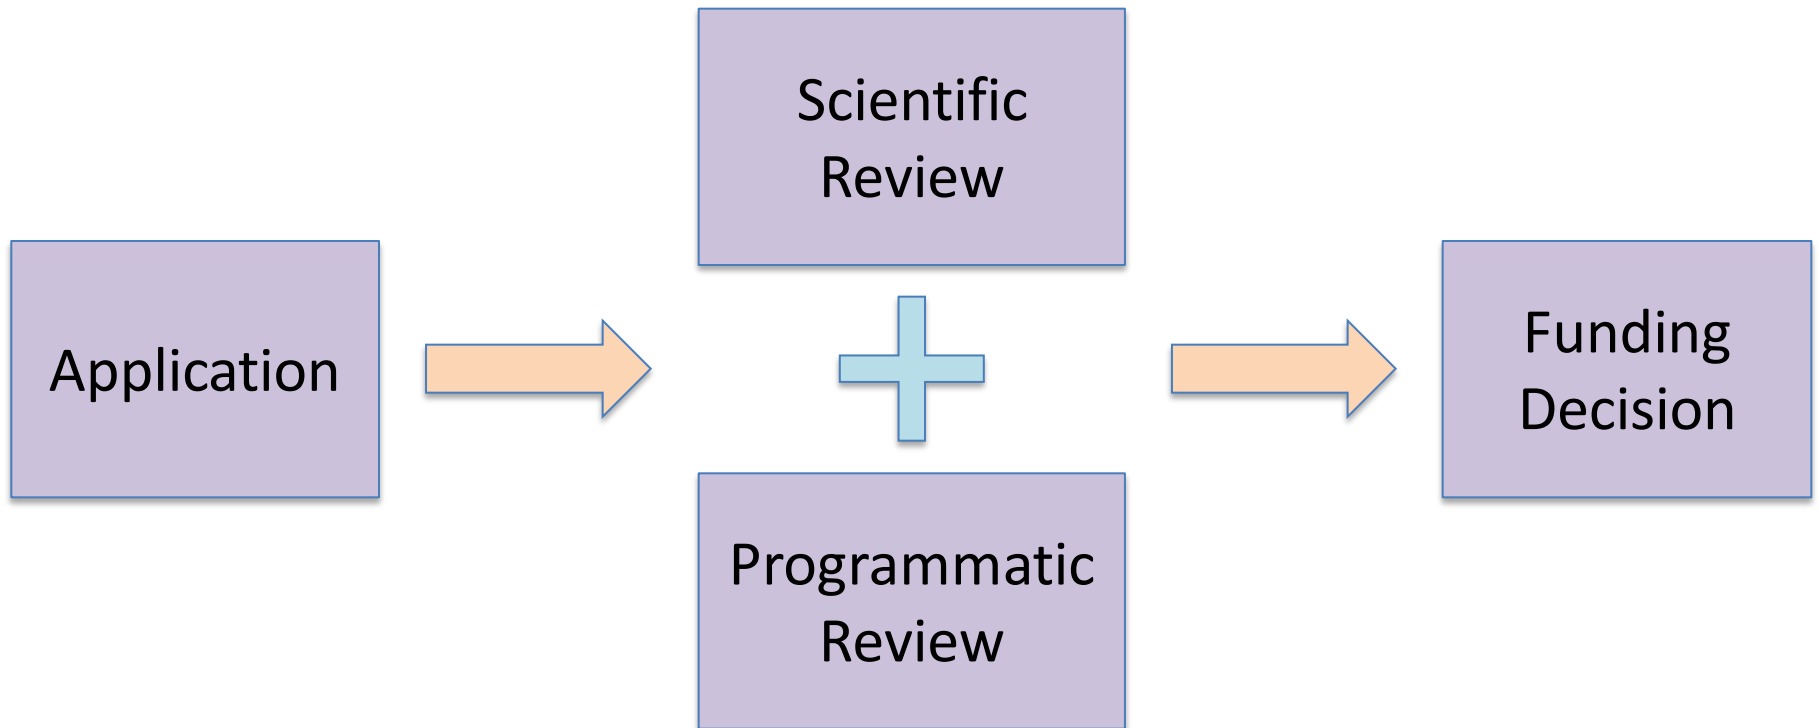 Application
Scientific
Review
Programmatic
Review
Funding
Decision